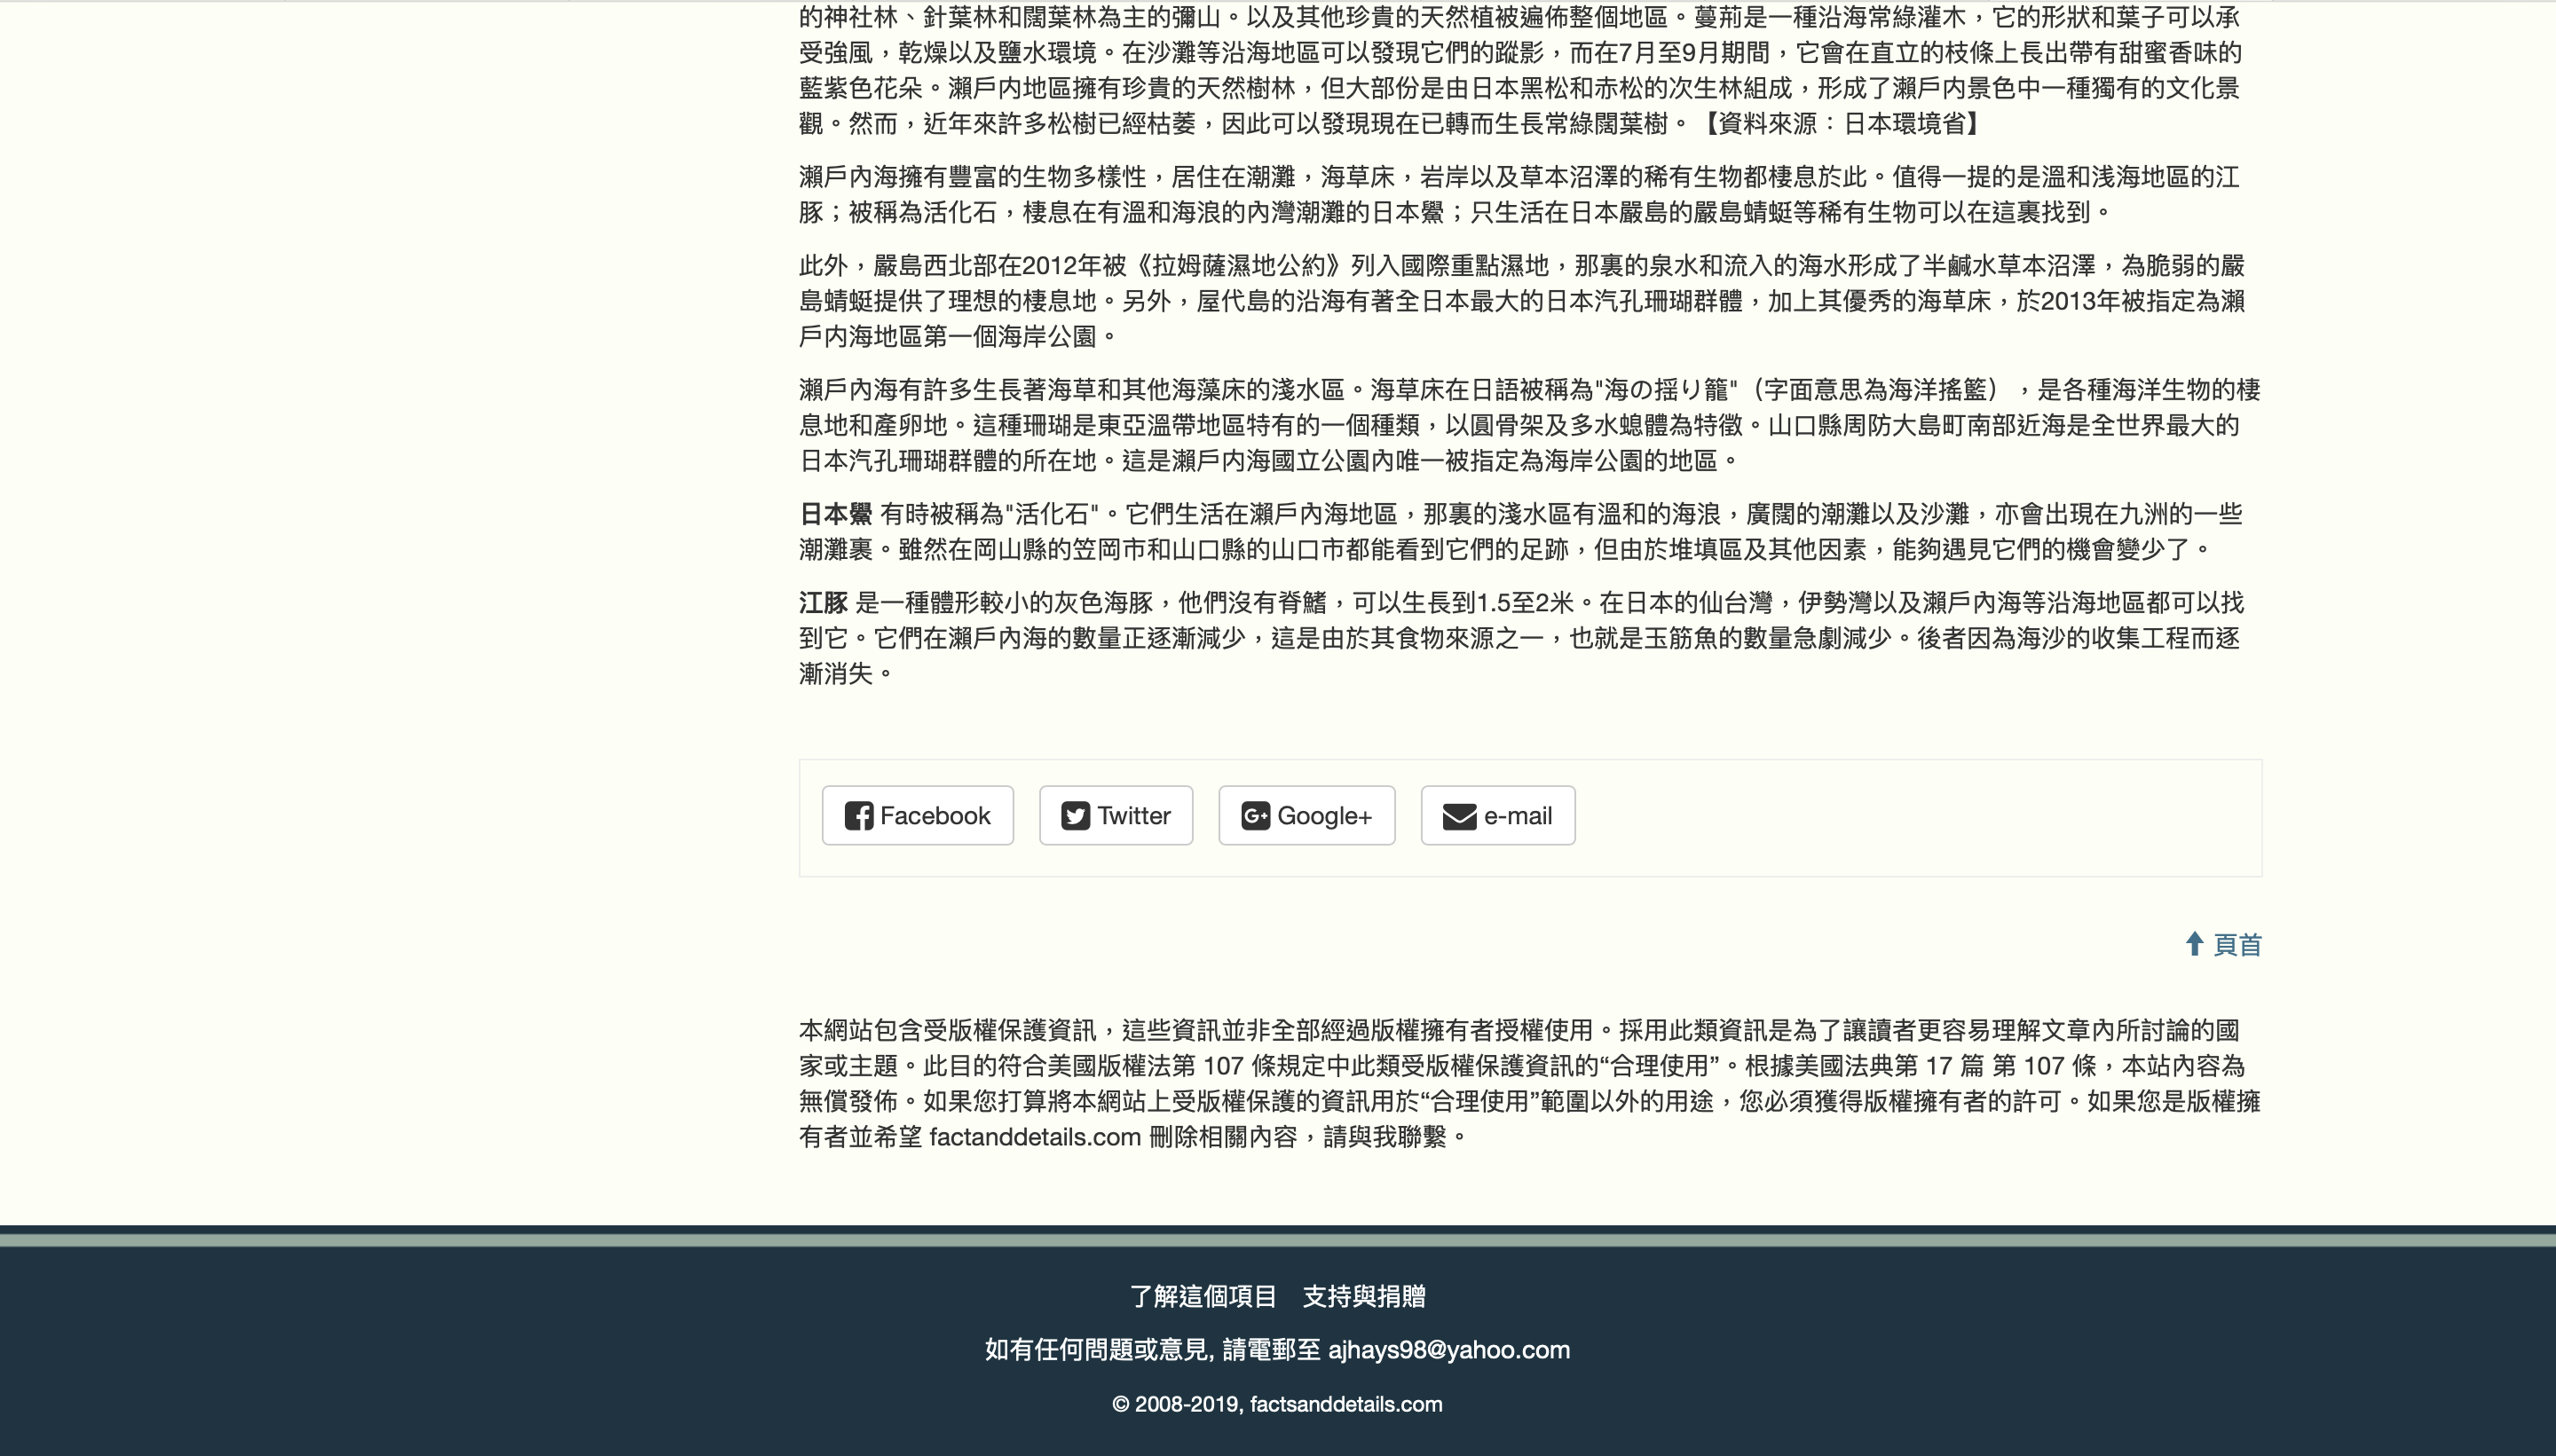 的神社林、針葉林和闊葉林為主的彌山。以及其他珍貴的天然植被遍佈整個地區。蔓荊是一種沿海常綠灌木，它的形狀和葉子可以承
受強風，乾燥以及鹽水環境。在沙灘等沿海地區可以發現它們的蹤影，而在7月至9月期間，它會在直立的枝條上長出帶有甜蜜香味的
藍紫色花朵。瀨戶内地區擁有珍貴的天然樹林，但大部份是由日本黑松和赤松的次生林組成，形成了瀨戶内景色中一種獨有的文化景
觀。然而，近年來許多松樹已經枯萎，因此可以發現現在已轉而生長常綠闊葉樹。【資料來源：日本環境省】
瀨戶內海擁有豐富的生物多樣性，居住在潮灘，海草床，岩岸以及草本沼澤的稀有生物都棲息於此。值得一提的是溫和浅海地區的江
豚；被稱為活化石，棲息在有溫和海浪的內灣潮灘的日本鱟；只生活在日本嚴島的嚴島蜻蜓等稀有生物可以在這裏找到。
此外，嚴島西北部在2012年被《拉姆薩濕地公約》列入國際重點濕地，那裏的泉水和流入的海水形成了半鹹水草本沼澤，為脆弱的嚴
島蜻蜓提供了理想的棲息地。另外，屋代島的沿海有著全日本最大的日本汽孔珊瑚群體，加上其優秀的海草床，於2013年被指定為瀨
戶内海地區第一個海岸公園。
瀨戶內海有許多生長著海草和其他海藻床的淺水區。海草床在日語被稱為"海の揺り籠"（字面意思為海洋搖籃），是各種海洋生物的棲
息地和產卵地。這種珊瑚是東亞溫帶地區特有的一個種類，以圓骨架及多水螅體為特徵。山口縣周防大島町南部近海是全世界最大的
日本汽孔珊瑚群體的所在地。這是瀨戶内海國立公園內唯一被指定為海岸公園的地區。
日本鱟 有時被稱為"活化石"。它們生活在瀨戶內海地區，那裏的淺水區有溫和的海浪，廣闊的潮灘以及沙灘，亦會出現在九洲的一些
潮灘裏。雖然在岡山縣的笠岡市和山口縣的山口市都能看到它們的足跡，但由於堆填區及其他因素，能夠遇見它們的機會變少了。
江豚 是一種體形較小的灰色海豚，他們沒有脊鰭，可以生長到1.5至2米。在日本的仙台灣，伊勢灣以及瀨戶內海等沿海地區都可以找
到它。它們在瀨戶內海的數量正逐漸減少，這是由於其食物來源之一，也就是玉筋魚的數量急劇減少。後者因為海沙的收集工程而逐
漸消失。
Facebook Twitter Google+ e-mail
頁首
本網站包含受版權保護資訊，這些資訊並非全部經過版權擁有者授權使用。採用此類資訊是為了讓讀者更容易理解文章內所討論的國
家或主題。此目的符合美國版權法第 107 條規定中此類受版權保護資訊的“合理使用”。根據美國法典第 17 篇 第 107 條，本站內容為
無償發佈。如果您打算將本網站上受版權保護的資訊用於“合理使用”範圍以外的用途，您必須獲得版權擁有者的許可。如果您是版權擁
有者並希望 factanddetails.com 刪除相關內容，請與我聯繫。
了解這個項目 支持與捐贈
如有任何問題或意見, 請電郵至 ajhays98@yahoo.com
© 2008-2019, factsanddetails.com